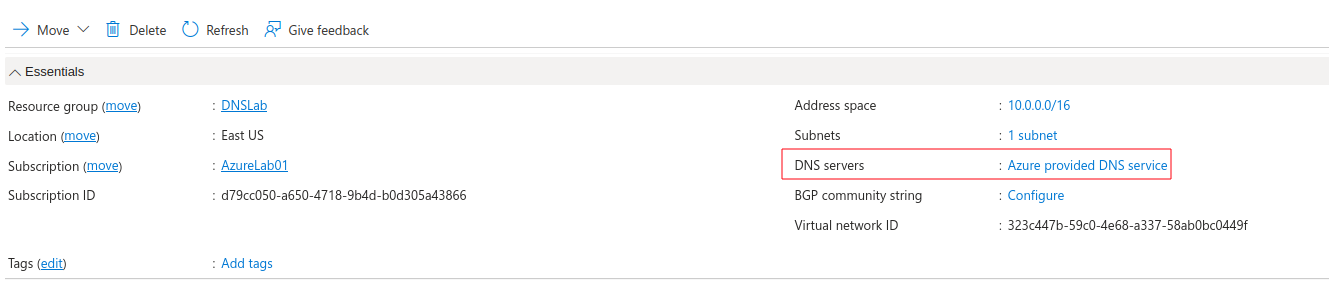 Move Delete Refresh Give feedback
Essentials
Resource group (move) : DNSLab
Location (move) : East US
Subscription (move) : AzureLab01
Subscription ID : d79cc050-a650-4718-9b4d-b0d305a43866
Address space : 10.0.0.0/16
Subnets : 1 subnet
DNS servers : Azure provided DNS service
BGP community string : Configure
Virtual network ID : 323c447b-59c0-4e68-a337-58ab0bc0449f
Tags (edit) : Add tags